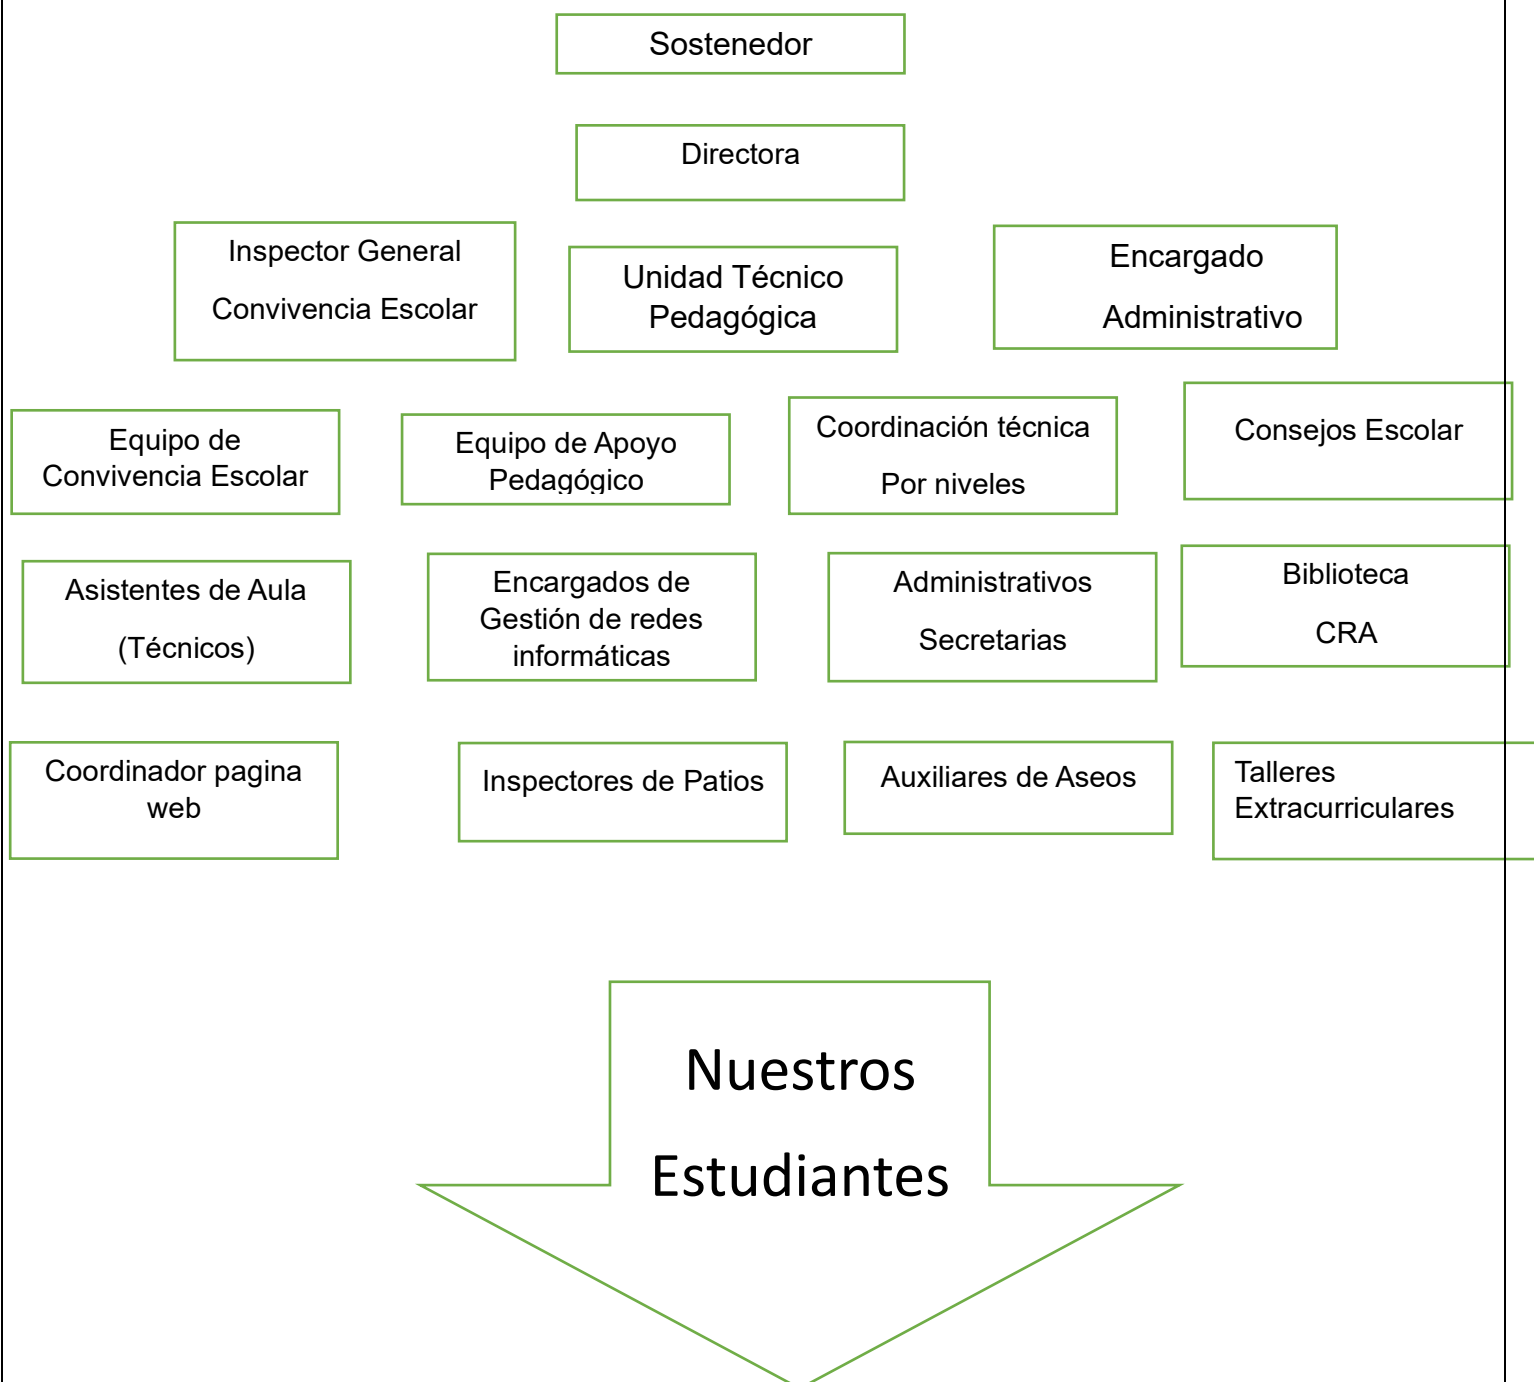 Sostenedor
Directora
Inspector General
Convivencia Escolar
Unidad Técnico
Pedagógica
Encargado
Administrativo
Equipo de
Convivencia Escolar
Equipo de Apoyo
Pedagógico
Coordinación técnica
Por niveles
Consejos Escolar
Asistentes de Aula
(Técnicos)
Encargados de
Gestión de redes
informáticas
Administrativos
Secretarias
Biblioteca
CRA
Coordinador pagina
web
Inspectores de Patios
Auxiliares de Aseos
Talleres
Extracurriculares
Nuestros
Estudiantes